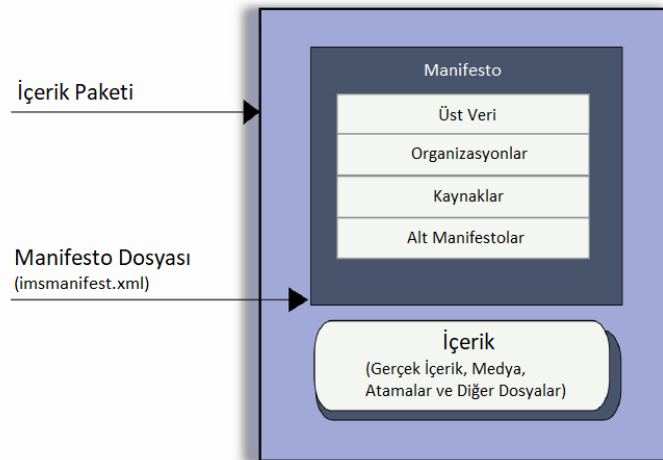 Manifesto
İçerik Paketi
Üst Veri
Organizasyonlar
Kaynaklar
Alt Manifestolar
Manifesto Dosyası
(imsmanifest.xml)
İçerik
(Gerçek İçerik, Medya,
Atamalar ve Diğer Dosyalar)